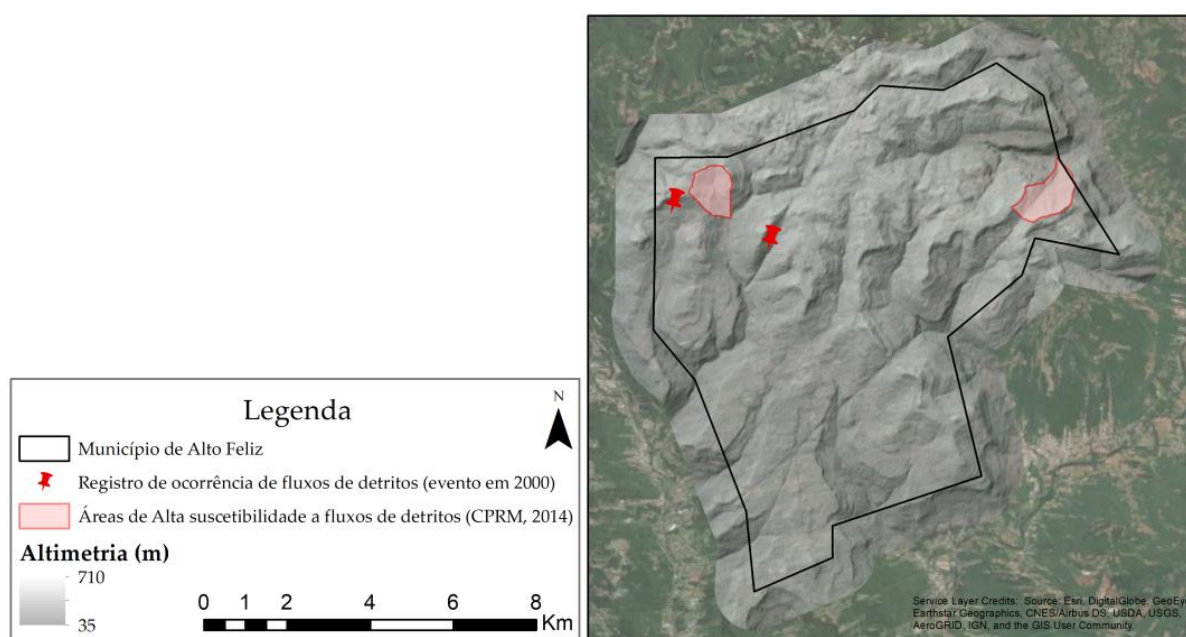 Legenda
N
Município de Alto Feliz
Registro de ocorrência de fluxos de detritos (evento em 2000)
Áreas de Alta suscetibilidade a fluxos de detritos (CPRM, 2014)
Altimetria (m)
710
35
0 1 2 4 6 8
Km
Service Layer Credits: Source: Esri, DigitalGlobe, GeoEye,
Earthstar Geographics, CNES/Airbus DS, USDA, USGS,
AeroGRID, IGN, and the GIS User Community